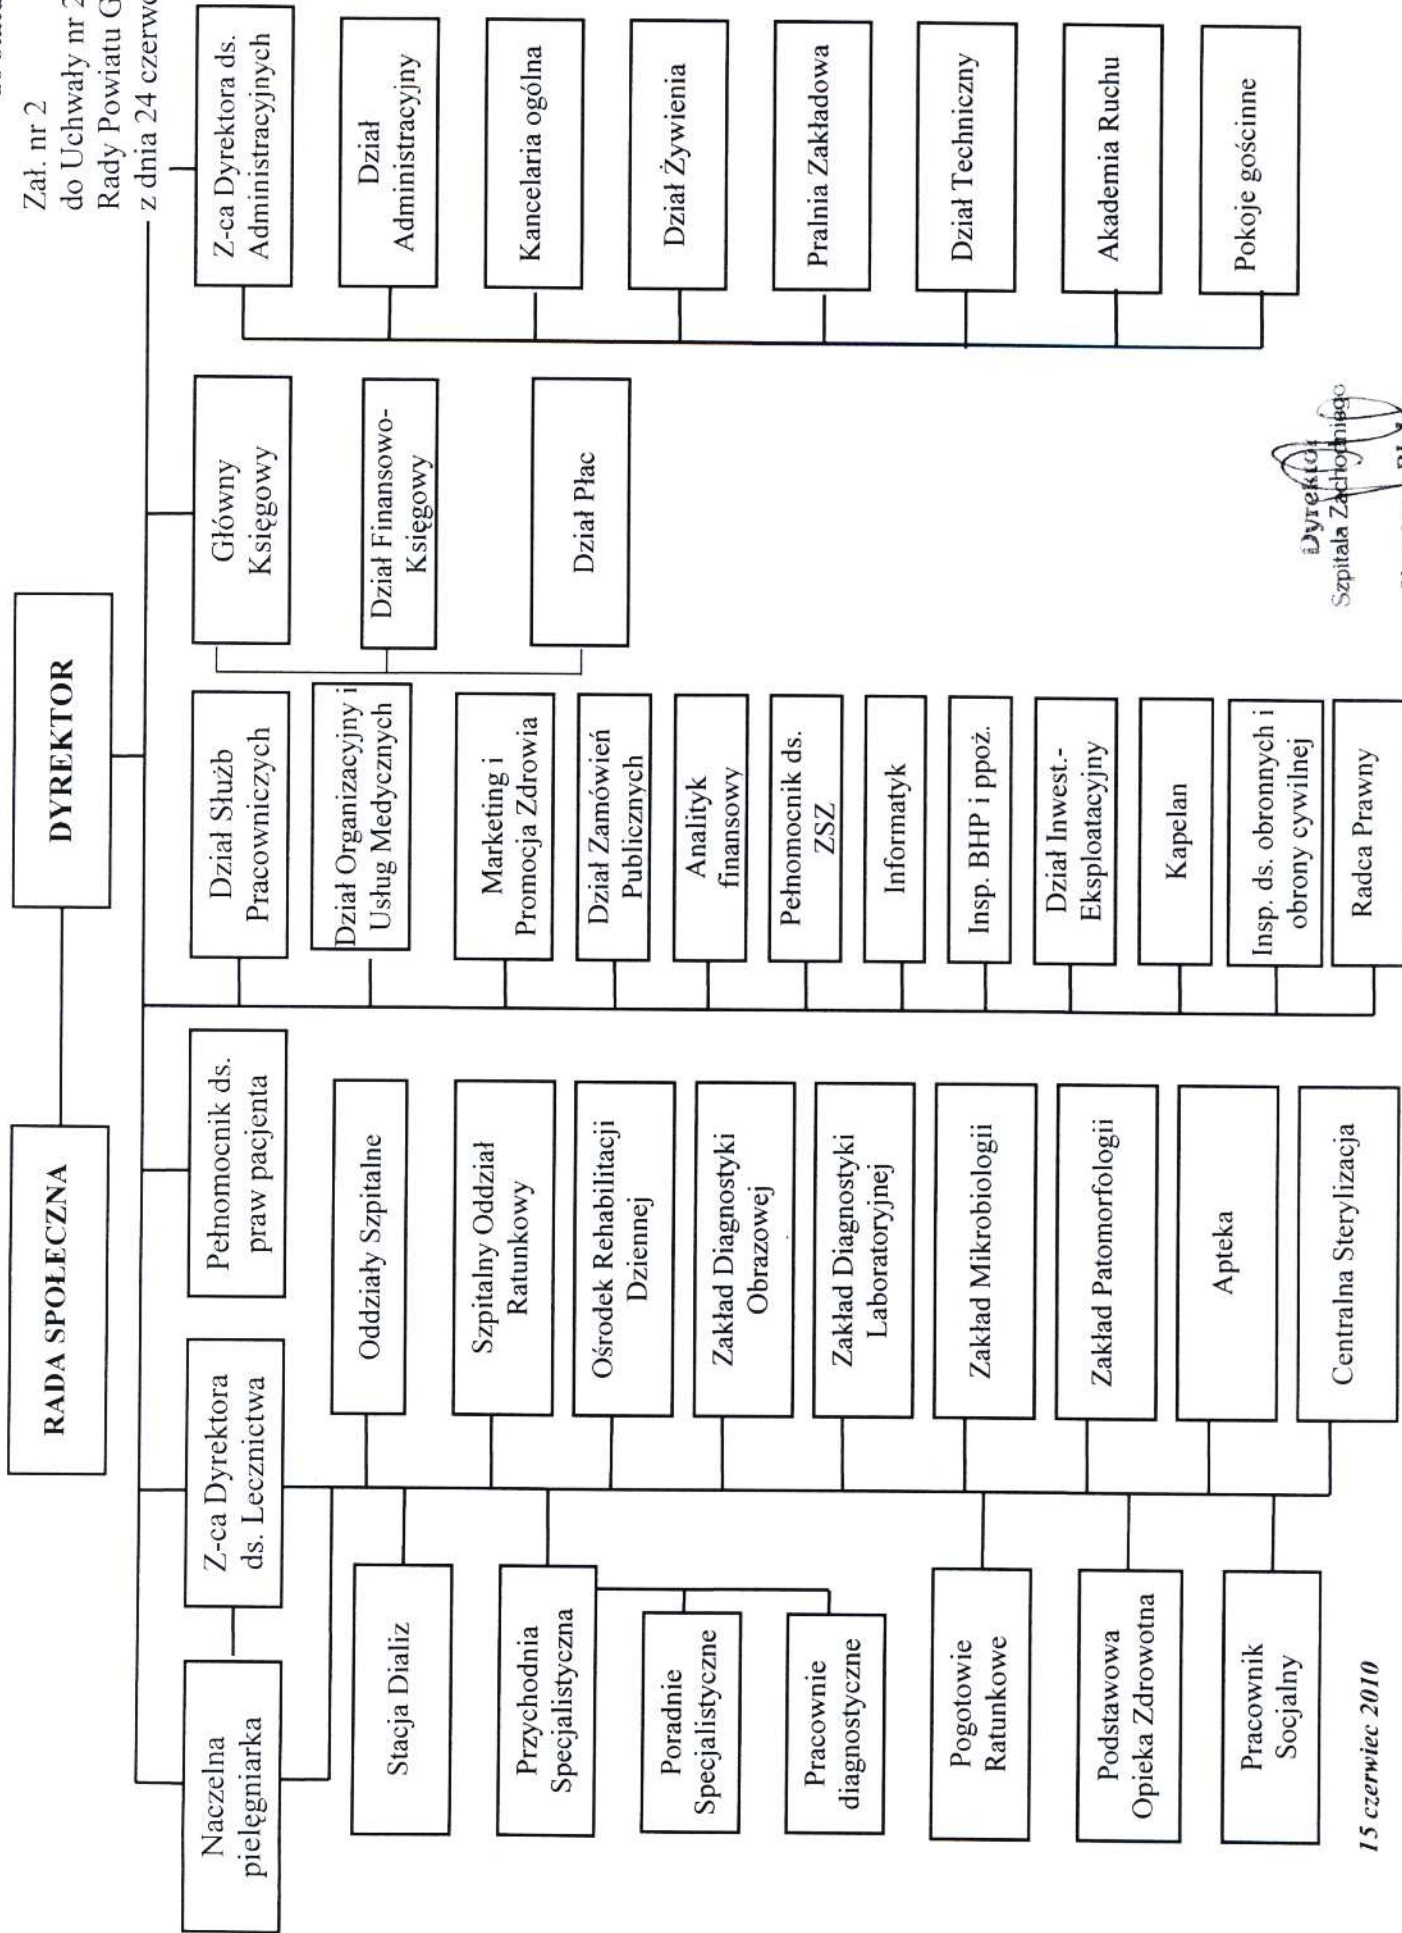 Zał. nr 2
do Uchwały nr
Rady Powiatu
z dnia 24
RADA SPOŁECZNA
DYREKTOR
Naczelna
pielęgniarka
Z-ca Dyrektora
ds. Lecznictwa
Pełnomocnik ds.
praw pacjenta
Dział Służb
Pracowniczych
Główny
Księgowy
Z-ca Dyrektora ds.
Administracyjnych
Stacja Dializ
Przychodnia
Specjalistyczna
Poradnie
Specjalistyczne
Pracownie
diagnostyczne
Pogotowie
Ratunkowe
Podstawowa
Opieka Zdrowotna
Pracownik
Socjalny
Oddziały Szpitalne
Szpitalny Oddział
Ratunkowy
Ośrodek Rehabilitacji
Dziennej
Zakład Diagnostyki
Obrazowej
Zakład Diagnostyki
Laboratoryjnej
Zakład Mikrobiologii
Zakład Patomorfologii
Apteka
Centralna Sterylizacja
Dział Organizacyjny i
Usług Medycznych
Marketing i
Promocja Zdrowia
Dział Zamówień
Publicznych
Analityk
finansowy
Pełnomocnik ds.
ZSZ
Informatyk
Insp. BHP i ppoż.
Dział Inwest.-
Eksploatacyjny
Kapelan
Insp. ds. obronnych i
obrony cywilnej
Radca Prawny
Dział Finansowo-
Księgowy
Dział Płac
Dział
Administracyjny
Kancelaria ogólna
Dział Żywienia
Pralnia Zakładowa
Dział Techniczny
Akademia Ruchu
Pokoje gościnne
Dyrektor
Szpitala Zachodniego
15 czerwiec 2010